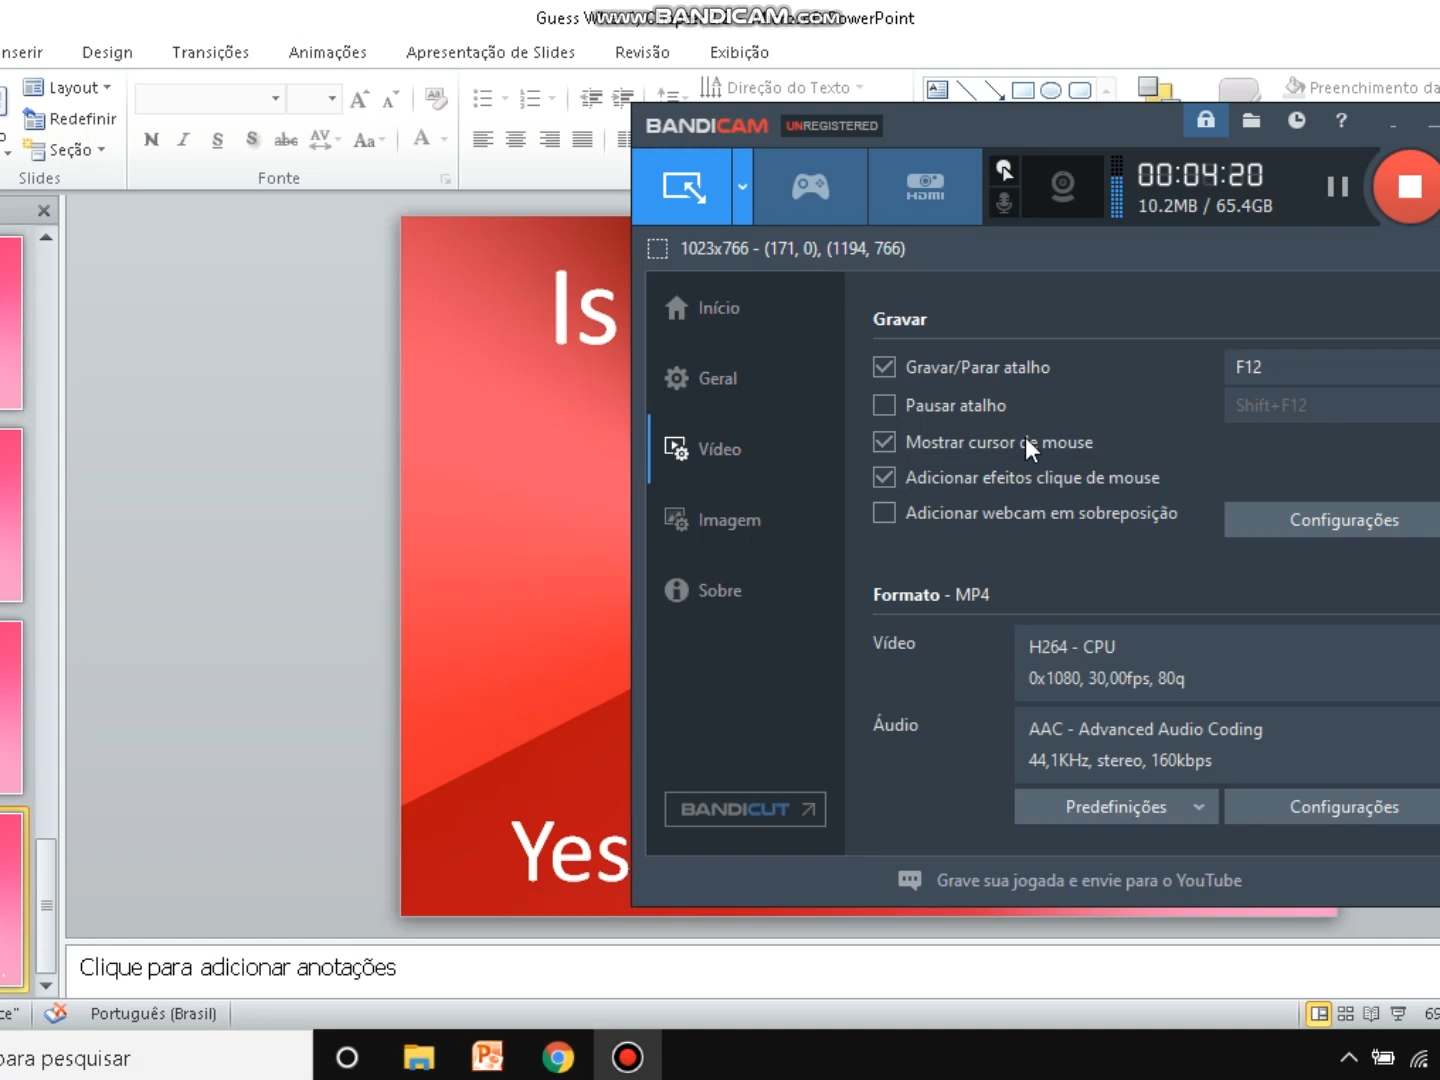 Guess W
www.BANDICAM.com
PowerPoint
nserir Design Transições Animações Apresentação de Slides Revisão Exibição
Layout
Direção do Texto
Preenchimento da
Redefinir
Seção
N I S S abc AV Aa A
Slides
Fonte
BANDICAM UNREGISTERED
?
HDMI
00:04:20
10.2MB / 65.4GB
1023x766 - (171, 0), (1194, 766)
Início
Geral
Vídeo
Imagem
Sobre
BANDICUT
Gravar
Gravar/Parar atalho F12
Pausar atalho Shift+F12
Mostrar cursor de mouse
Adicionar efeitos clique de mouse
Adicionar webcam em sobreposição
Configurações
Formato - MP4
Vídeo
H264 - CPU
0x1080, 30,00fps, 80q
Áudio
AAC - Advanced Audio Coding
44,1KHz, stereo, 160kbps
Predefinições
Configurações
Grave sua jogada e envie para o YouTube
Is
Yes
Clique para adicionar anotações
ce" Português (Brasil)
69
para pesquisar